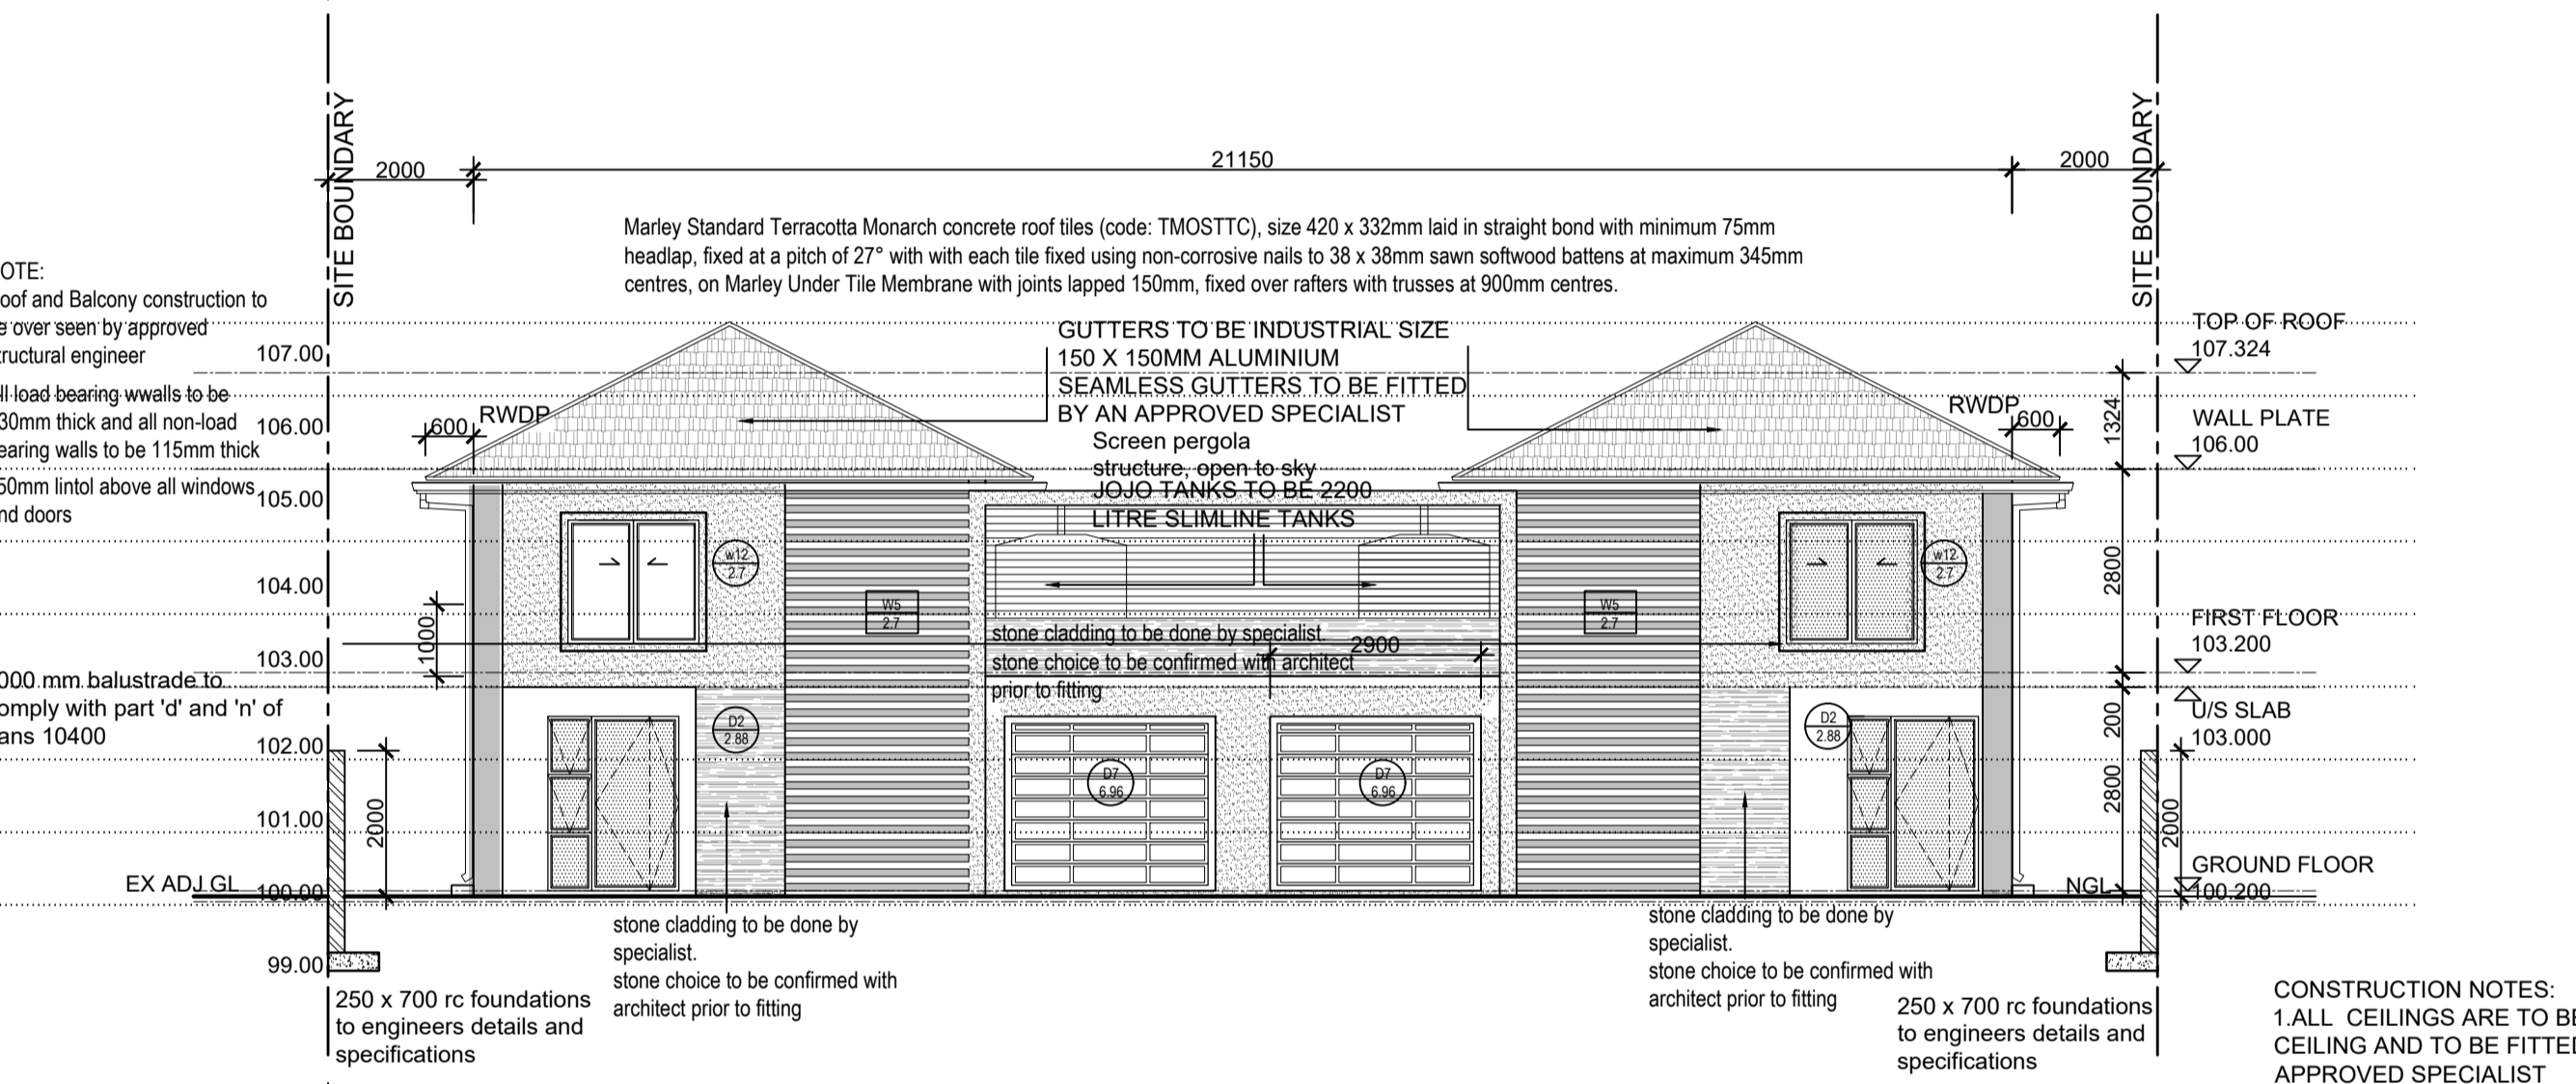 SITE BOUNDARY
SITE BOUNDARY
2000
21150
2000
Marley Standard Terracotta Monarch concrete roof tiles (code: TMOSTTC), size 420 x 332mm laid in straight bond with minimum 75mm
headlap, fixed at a pitch of 27° with with each tile fixed using non-corrosive nails to 38 x 38mm sawn softwood battens at maximum 345mm
centres, on Marley Under Tile Membrane with joints lapped 150mm, fixed over rafters with trusses at 900mm centres.
OTE:
oof and Balcony construction to
e over seen by approved
tructural engineer
ll load bearing wwalls to be
30mm thick and all non-load
earing walls to be 115mm thick
50mm lintol above all windows
nd doors
000 mm balustrade to
omply with part 'd' and 'n' of
ans 10400
107.00
106.00
105.00
104.00
103.00
102.00
101.00
100.00
99.00
EX ADJ GL
RWDP
600
1000
2000
GUTTERS TO BE INDUSTRIAL SIZE
150 X 150MM ALUMINIUM
SEAMLESS GUTTERS TO BE FITTED
BY AN APPROVED SPECIALIST
Screen pergola
structure, open to sky
JOJO TANKS TO BE 2200
LITRE SLIMLINE TANKS
w12
2.7
W5
2.7
W5
2.7
w12
2.7
stone cladding to be done by specialist.
stone choice to be confirmed with architect
prior to fitting
2900
D2
2.88
D7
6.96
D7
6.96
D2
2.88
RWDP
600
TOP OF ROOF
107.324
1324
WALL PLATE
106.00
2800
FIRST FLOOR
103.200
200
U/S SLAB
103.000
2800
2000
GROUND FLOOR
100.200
NGL
stone cladding to be done by
specialist.
stone choice to be confirmed with
architect prior to fitting
stone cladding to be done by
specialist.
stone choice to be confirmed with
architect prior to fitting
250 x 700 rc foundations
to engineers details and
specifications
250 x 700 rc foundations
to engineers details and
specifications
CONSTRUCTION NOTES:
1.ALL CEILINGS ARE TO BE
CEILING AND TO BE FITTED
APPROVED SPECIALIST